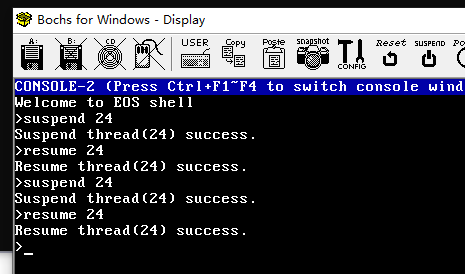 Bochs for Windows - Display
A: B: CD USER Copy Paste snapshot CONFIG Reset SUSPEND Po
CONSOLE-2 (Press Ctrl+F1~F4 to switch console wind
Welcome to EOS shell
>suspend 24
Suspend thread(24) success.
>resume 24
Resume thread(24) success.
>suspend 24
Suspend thread(24) success.
>resume 24
Resume thread(24) success.
>_